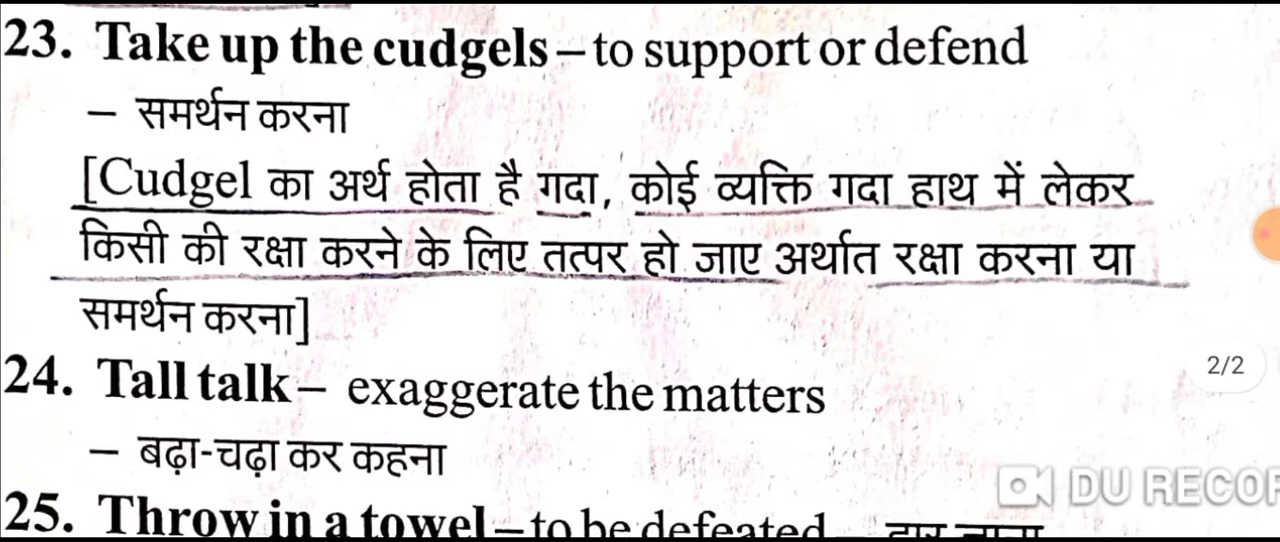 23. Take up the cudgels – to support or defend
– समर्थन करना
[Cudgel का अर्थ होता है गदा, कोई व्यक्ति गदा हाथ में लेकर
किसी की रक्षा करने के लिए तत्पर हो जाए अर्थात रक्षा करना या
समर्थन करना]
24. Tall talk – exaggerate the matters
2/2
– बढ़ा-चढ़ा कर कहना
DU RECOR
25. Throw in a towel – to be defeated